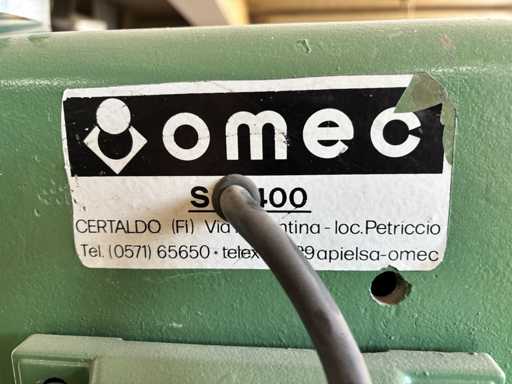 omec
400
CERTALDO (FI) Via - loc.Petriccio
Tel. (0571) 65650 • telex apielsa-omec